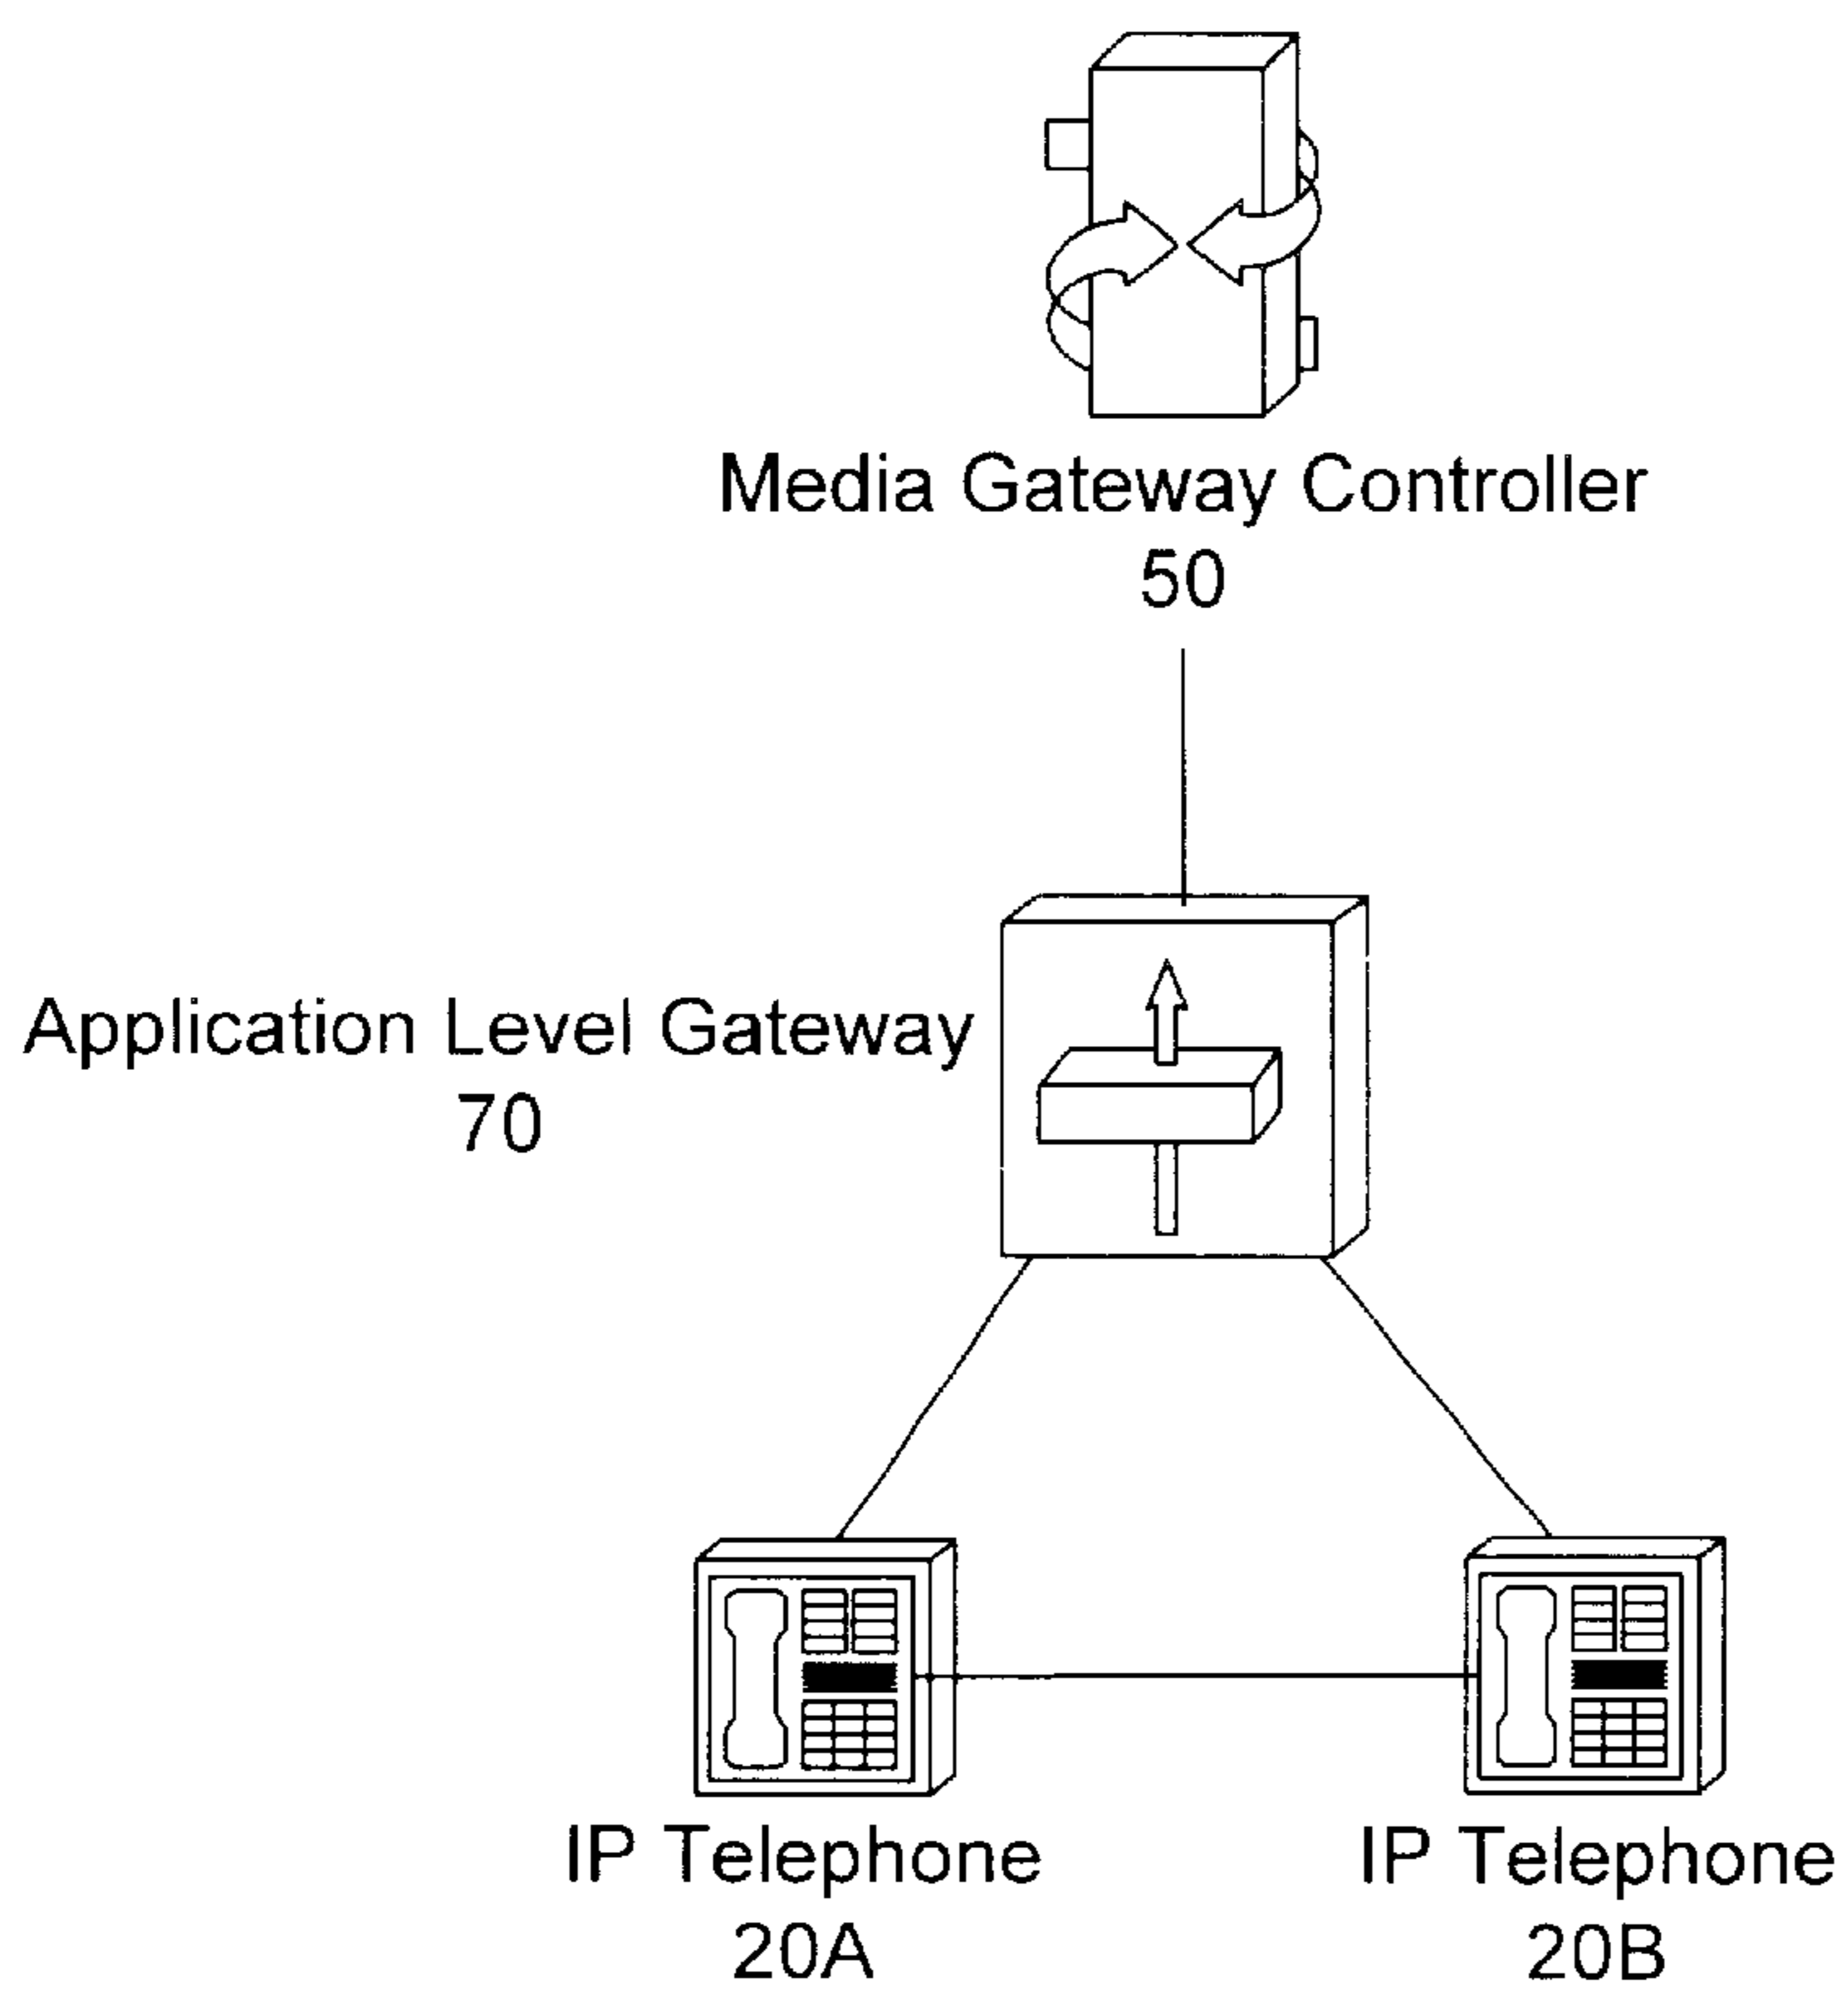 Media Gateway Controller
50
Application Level Gateway
70
IP Telephone
20A
IP Telephone
20B